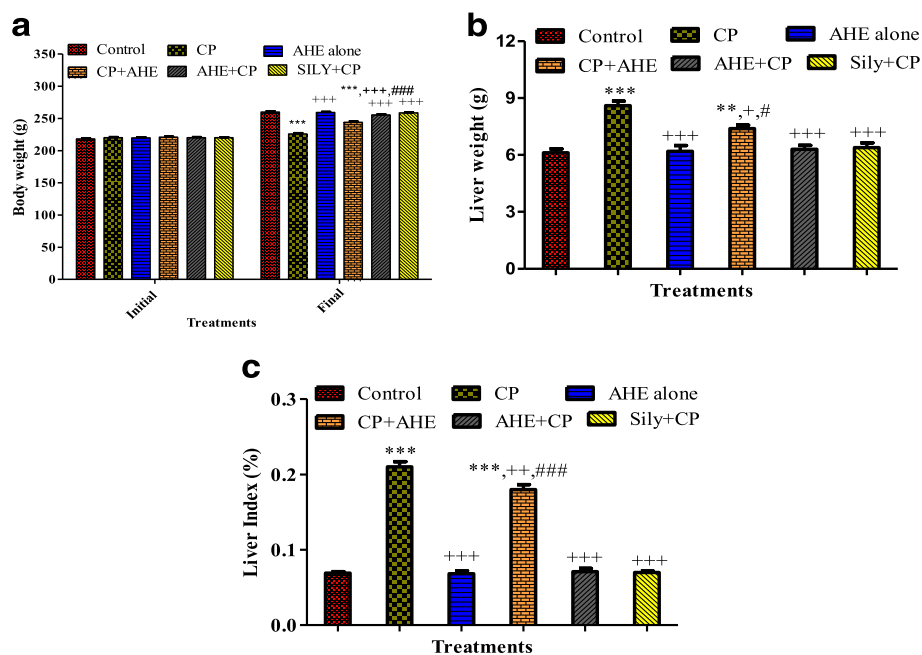 a
Control CP AHE alone
CP+AHE AHE+CP SILY+CP
Body weight (g)
350
300
250
200
150
100
50
0
***
+++
***,+++,###
+++
+++
Initial
Final
Treatments
b
Control CP AHE alone
CP+AHE AHE+CP Sily+CP
Liver weight (g)
12
9
6
3
0
***
+++
**,+,#
+++
+++
Treatments
c
Control CP AHE alone
CP+AHE AHE+CP Sily+CP
Liver Index (%)
0.3
0.2
0.1
0.0
***
+++
***,++,###
+++
+++
Treatments